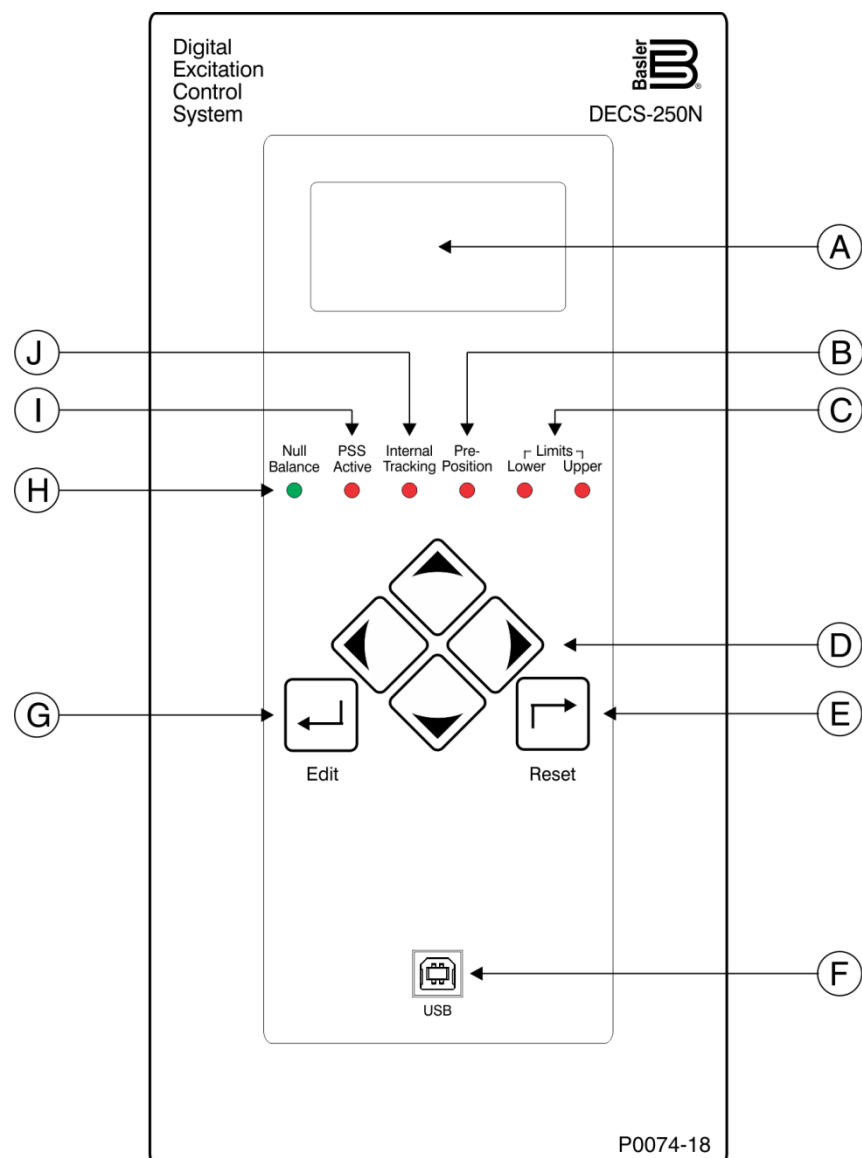 Digital
Excitation
Control
System
Basler
B
®
DECS-250N
A
J
B
I
C
H
Null
Balance
PSS
Active
Internal
Tracking
Pre-
Position
Limits
Lower Upper
D
G
E
Edit
Reset
F
USB
P0074-18